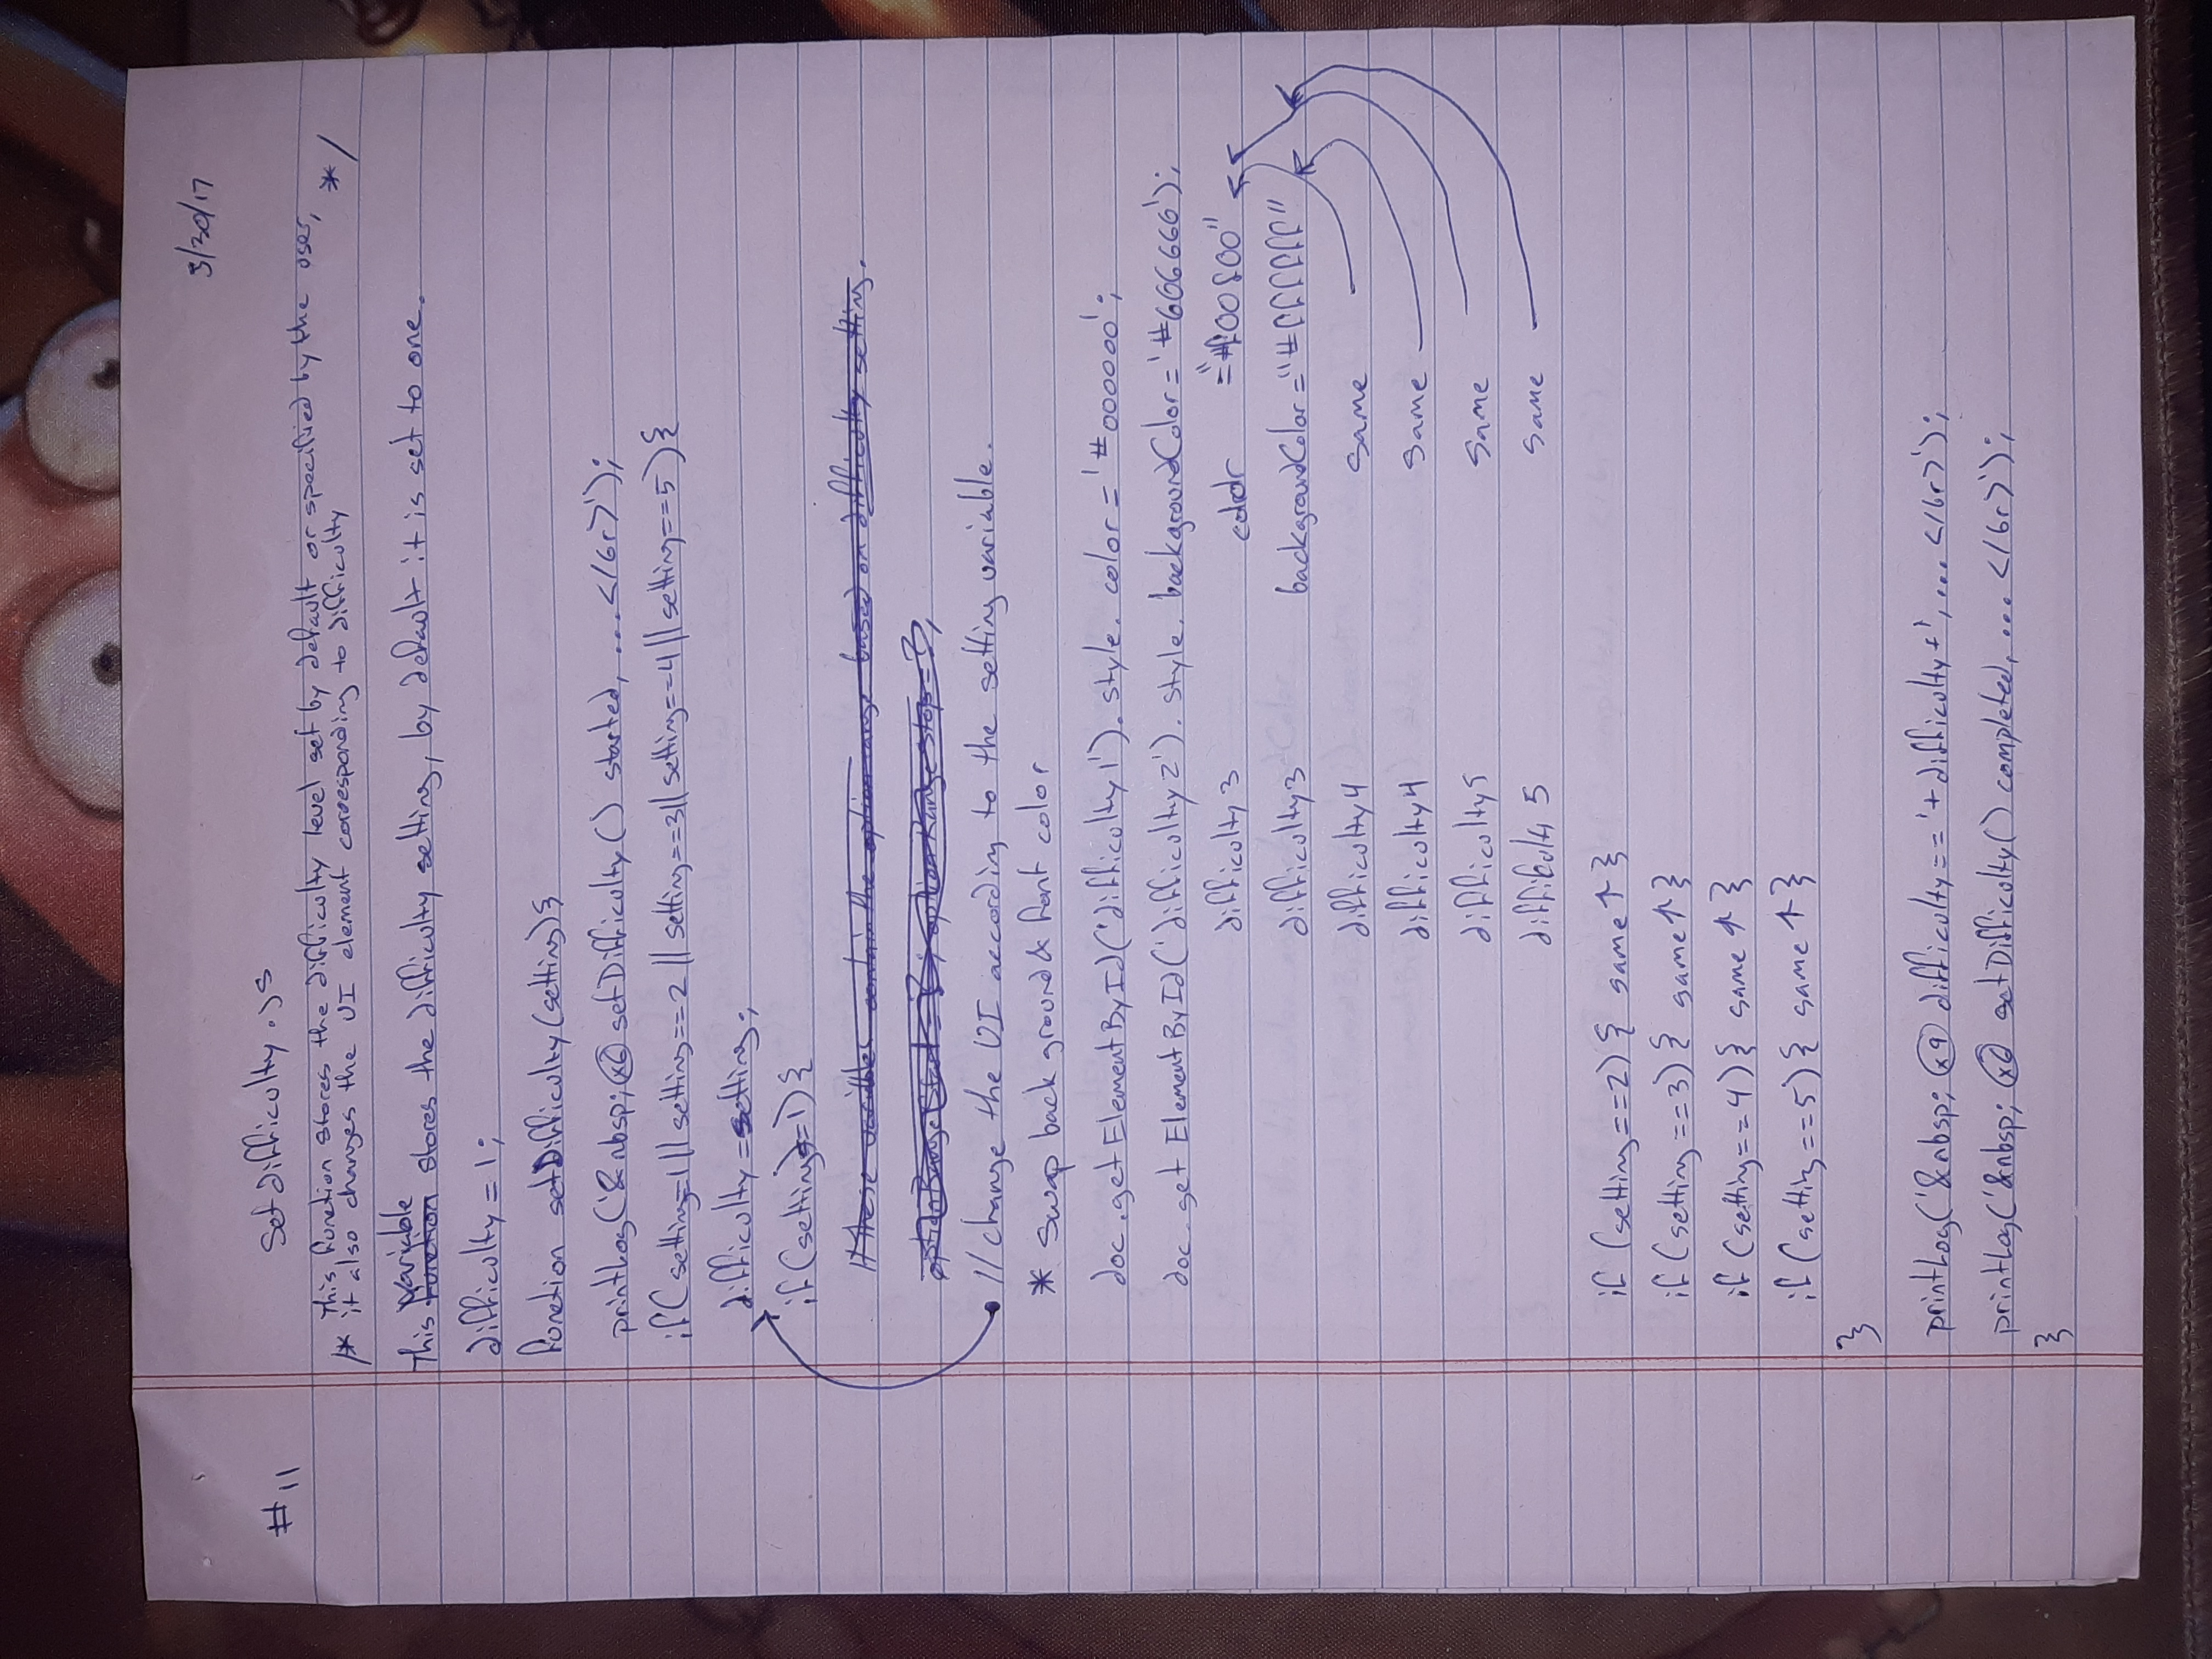 5/30/17
#11 Setdifficulty.js
This function stores the difficulty level set by default or specified by the user,
/* it also changes the UI element corresponding to difficulty */
variable
This function stores the difficulty setting, by default it is set to one.
difficulty = 1;
function setDifficulty(setting){
printLog('&nbsp; x6 setDifficulty() started, ... </br>');
if( setting=1 || setting==2 || setting==3 || setting==4 || setting==5){
difficulty=setting;
if(setting==1){
// these variables contain the option range based on difficulty setting.
optionRangeStart = 3; optionRangeStop=3;
// change the UI according to the setting variable.
* Swap back ground & font color
doc.getElementById('difficulty1').style.color='#000000';
doc.getElementById('difficulty2').style.backgroundColor='#606660');
difficulty 3 color ="#f00f00"
difficulty3 backgroundColor="#ffffff"
difficulty4 same
difficulty4 same
difficulty5 same
difficulty 5 same
if (setting==2){ same↑}
if (setting==3){ same↑}
if (setting==4){ same ↑}
if (setting==5){ same ↑}
}
printLog('&nbsp; x9 difficulty=='+difficulty+', ... </br>');
printLog('&nbsp; x6 setDifficulty() completed, ... </br>');
}